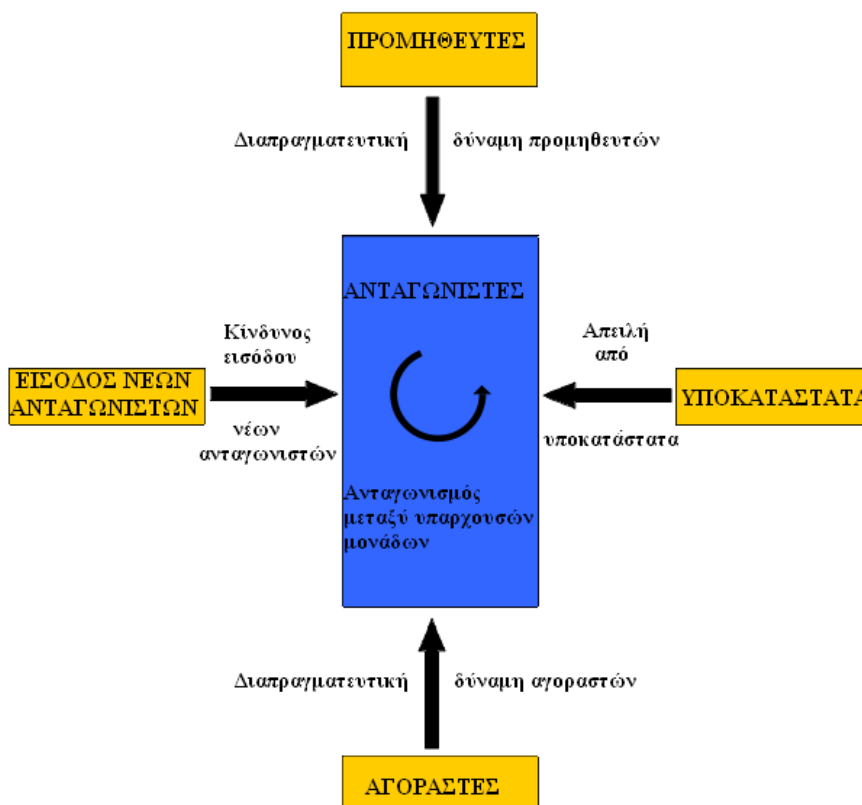 ΠΡΟΜΗΘΕΥΤΕΣ
Διαπραγματευτική δύναμη προμηθευτών
ΑΝΤΑΓΩΝΙΣΤΕΣ
Κίνδυνος
εισόδου
ΕΙΣΟΔΟΣ ΝΕΩΝ
ΑΝΤΑΓΩΝΙΣΤΩΝ
νέων
ανταγωνιστών
Απειλή
από
ΥΠΟΚΑΤΑΣΤΑΤΑ
υποκατάστατα
Ανταγωνισμός
μεταξύ υπαρχουσών
μονάδων
Διαπραγματευτική δύναμη αγοραστών
ΑΓΟΡΑΣΤΕΣ